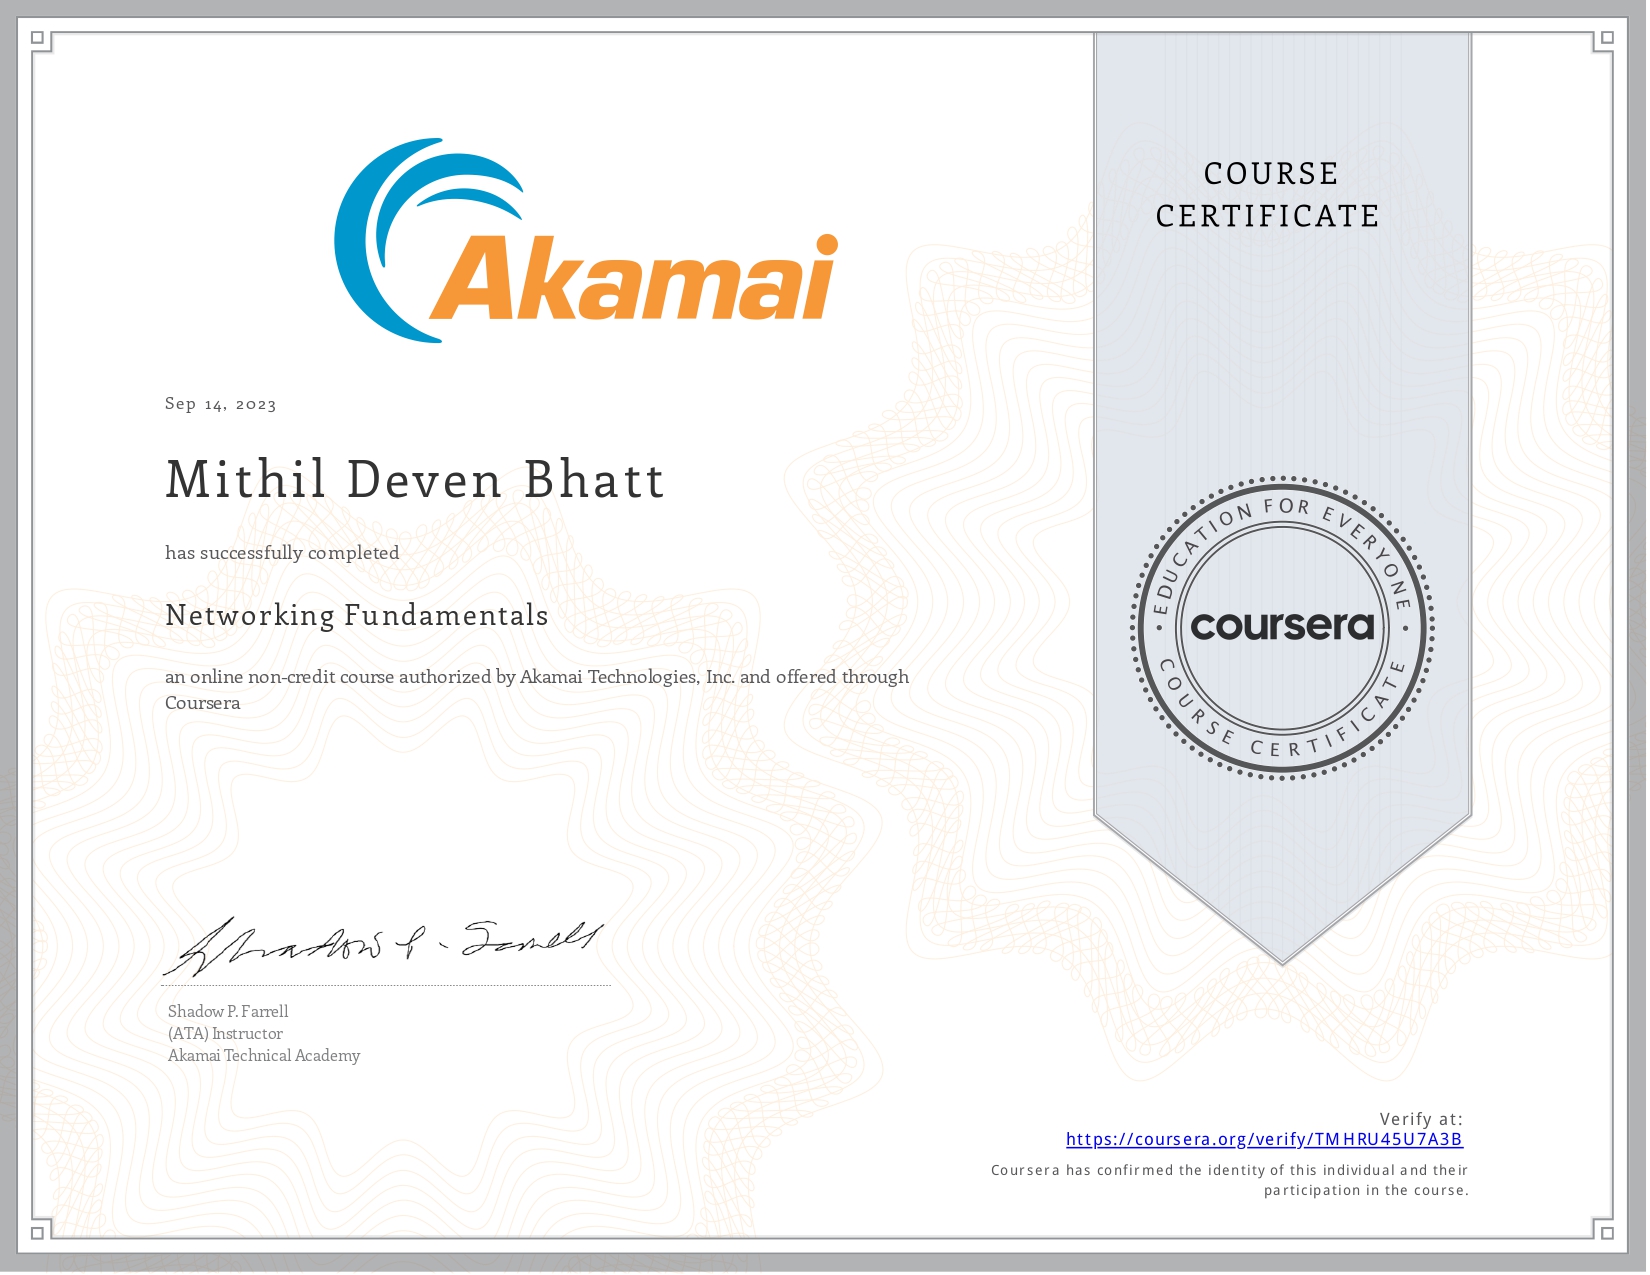 Akamai
COURSE
CERTIFICATE
Sep 14, 2023
Mithil Deven Bhatt
has successfully completed
Networking Fundamentals
an online non-credit course authorized by Akamai Technologies, Inc. and offered through
Coursera
EDUCATION FOR EVERYONE
coursera
COURSE CERTIFICATE
Shadow P. Farrell
Shadow P. Farrell
(ATA) Instructor
Akamai Technical Academy
Verify at:
https://coursera.org/verify/TMHRU45U7A3B
Coursera has confirmed the identity of this individual and their
participation in the course.